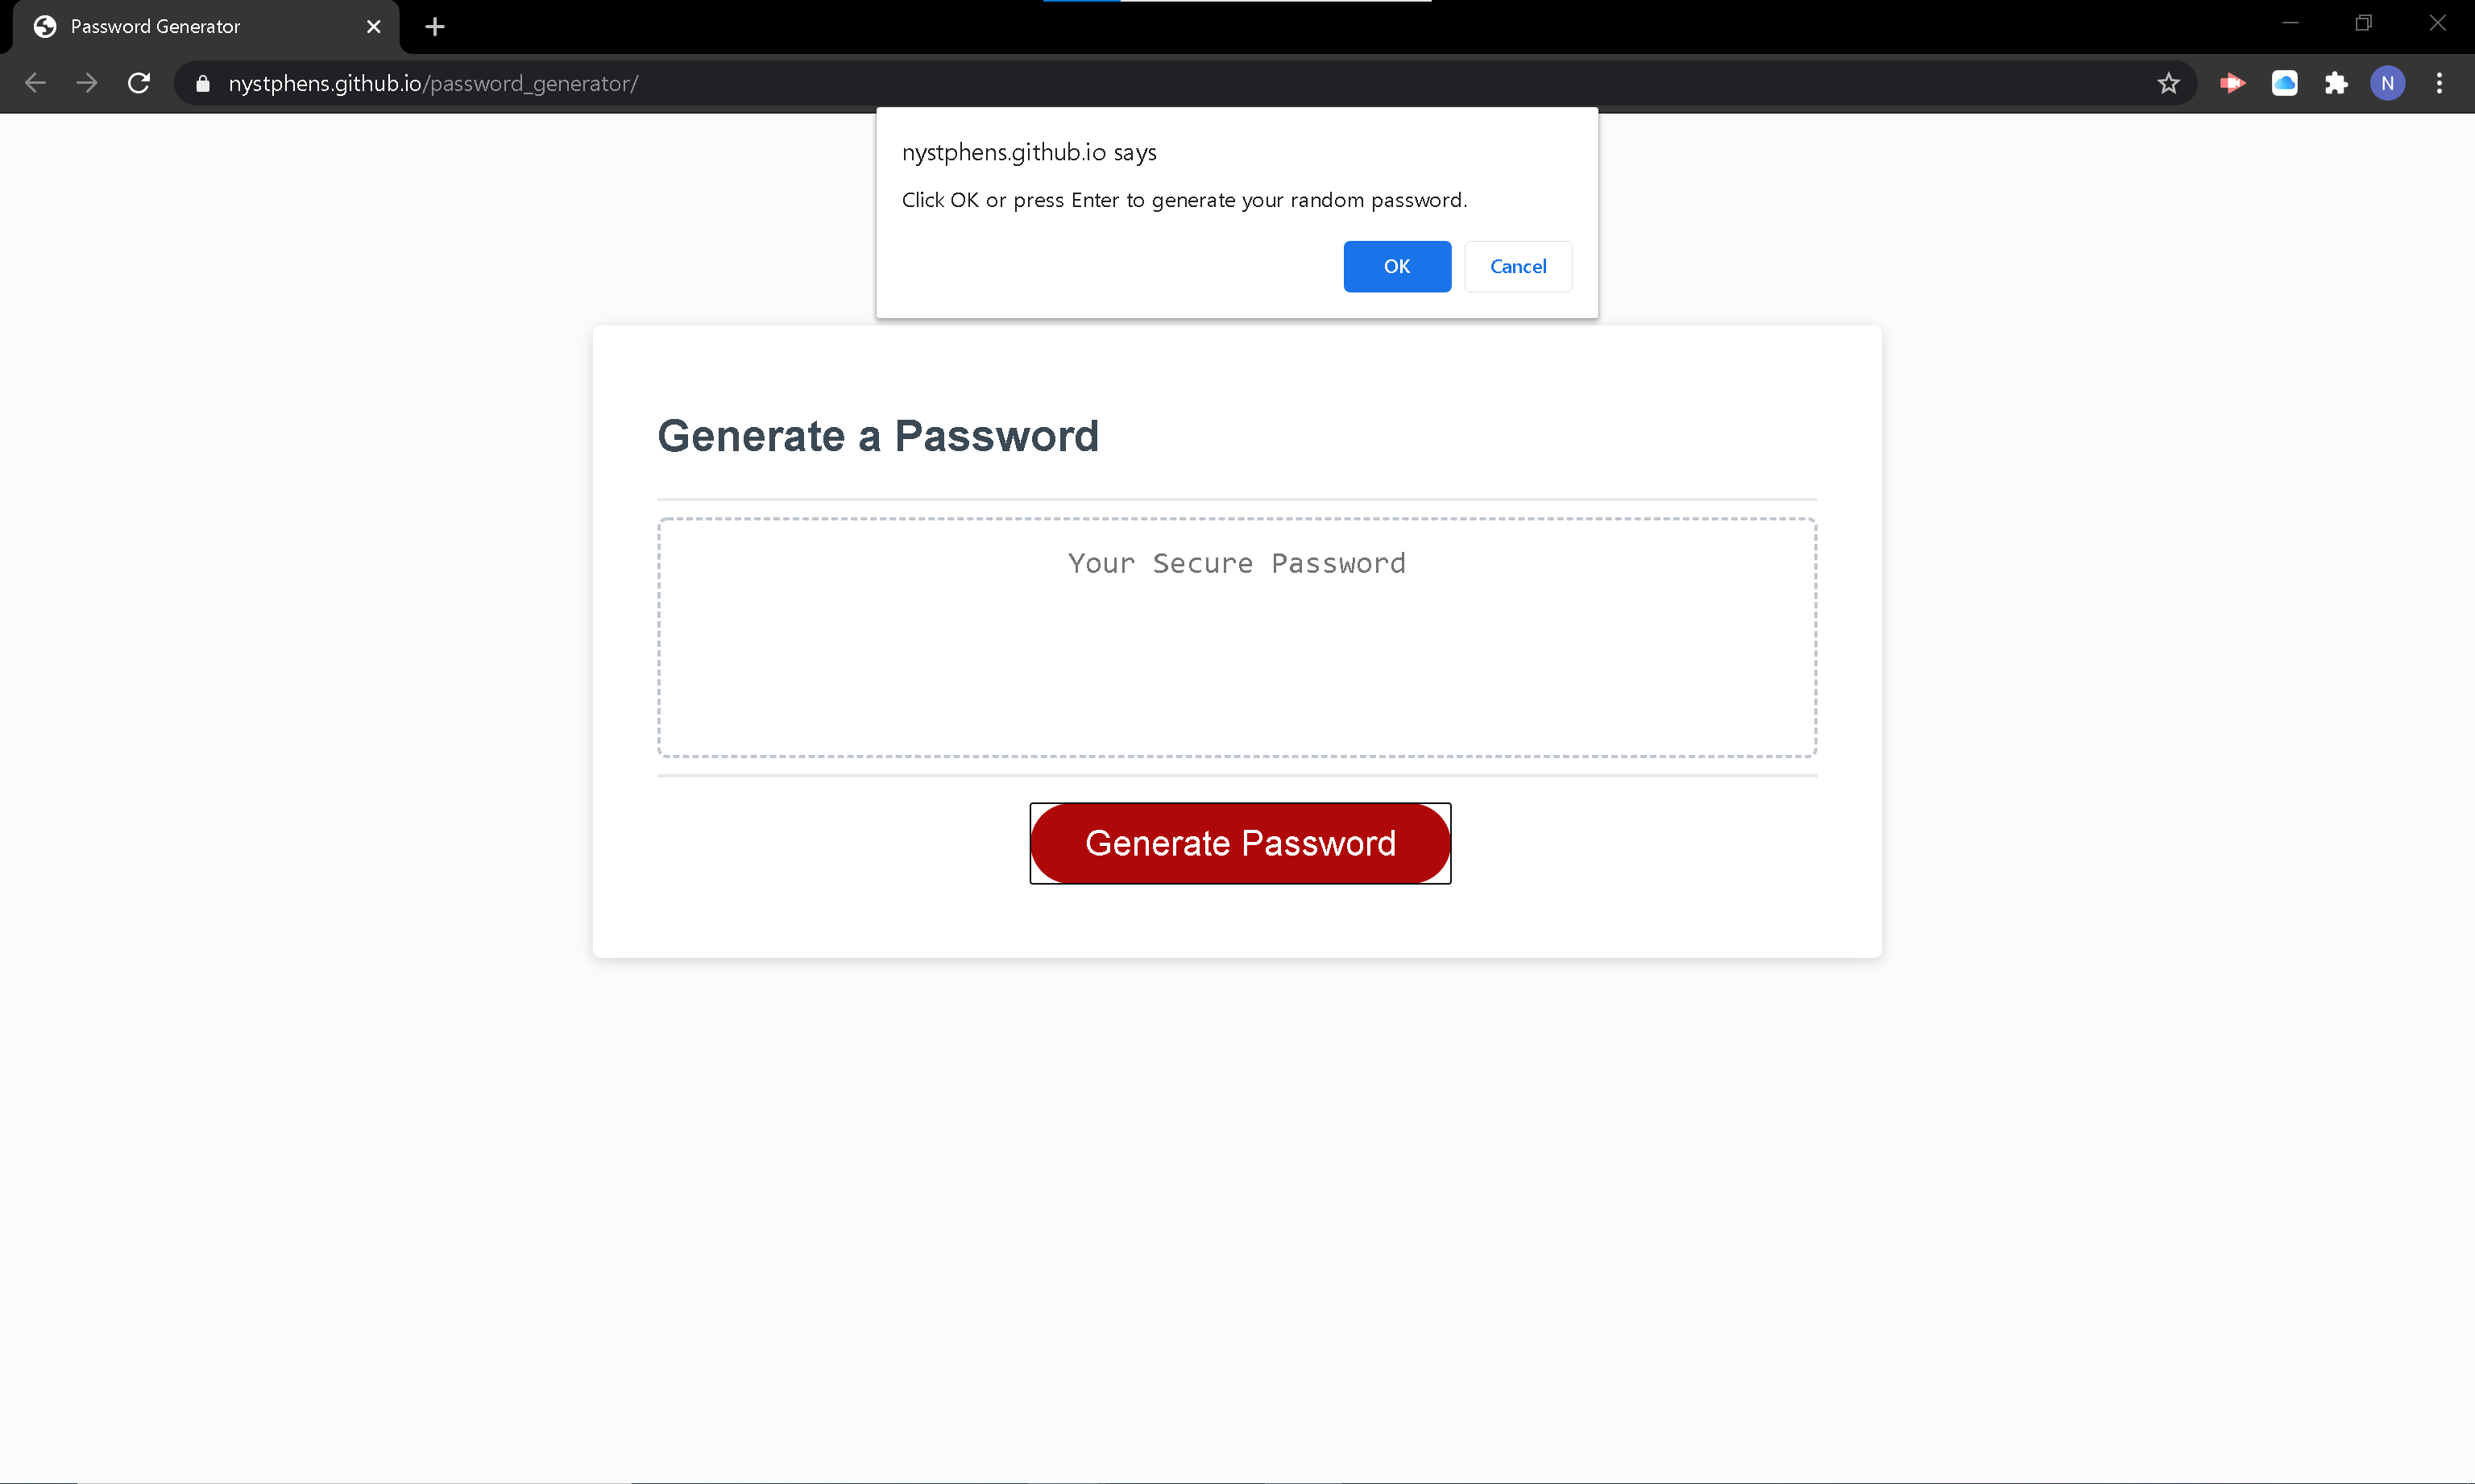 Password Generator
nystphens.github.io/password_generator/
N
nystphens.github.io says
Click OK or press Enter to generate your random password.
OK
Cancel
Generate a Password
Your Secure Password
Generate Password